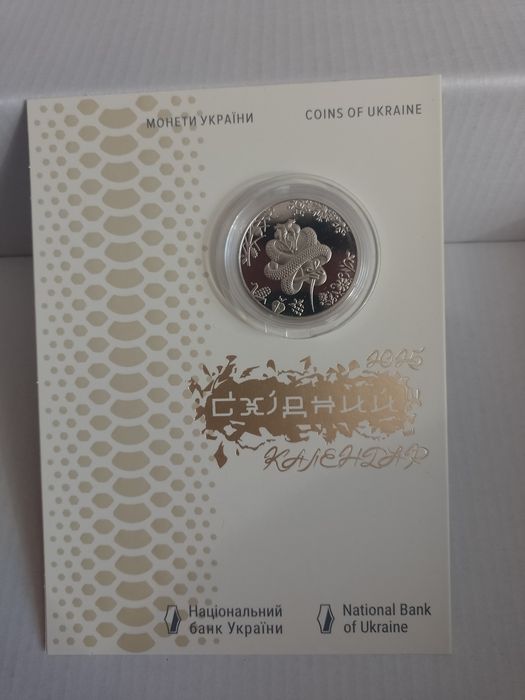 МОНЕТИ УКРАЇНИ
COINS OF UKRAINE
2025
СХІДНИЙ
КАЛЕНДАР
Національний
банк України
National Bank
of Ukraine